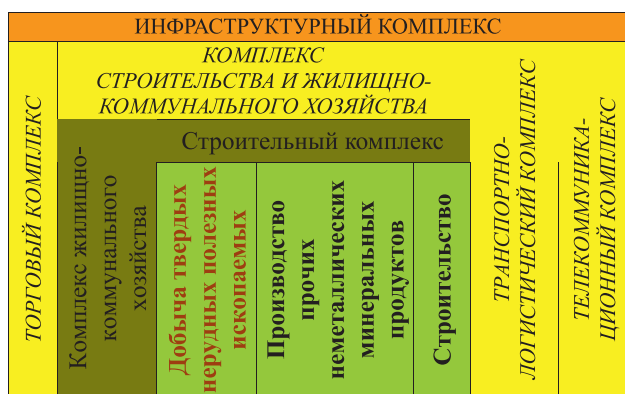 ИНФРАСТРУКТУРНЫЙ КОМПЛЕКС
ТОРГОВЫЙ КОМПЛЕКС
КОМПЛЕКС
СТРОИТЕЛЬСТВА И ЖИЛИЩНО-
КОММУНАЛЬНОГО ХОЗЯЙСТВА
Комплекс жилищно-
коммунального
хозяйства
Строительный комплекс
Добыча твердых
нерудных полезных
ископаемых
Производство
прочих
неметаллических
минеральных
продуктов
Строительство
ТРАНСПОРТНО-
ЛОГИСТИЧЕСКИЙ КОМПЛЕКС
ТЕЛЕКОММУНИКА-
ЦИОННЫЙ КОМПЛЕКС